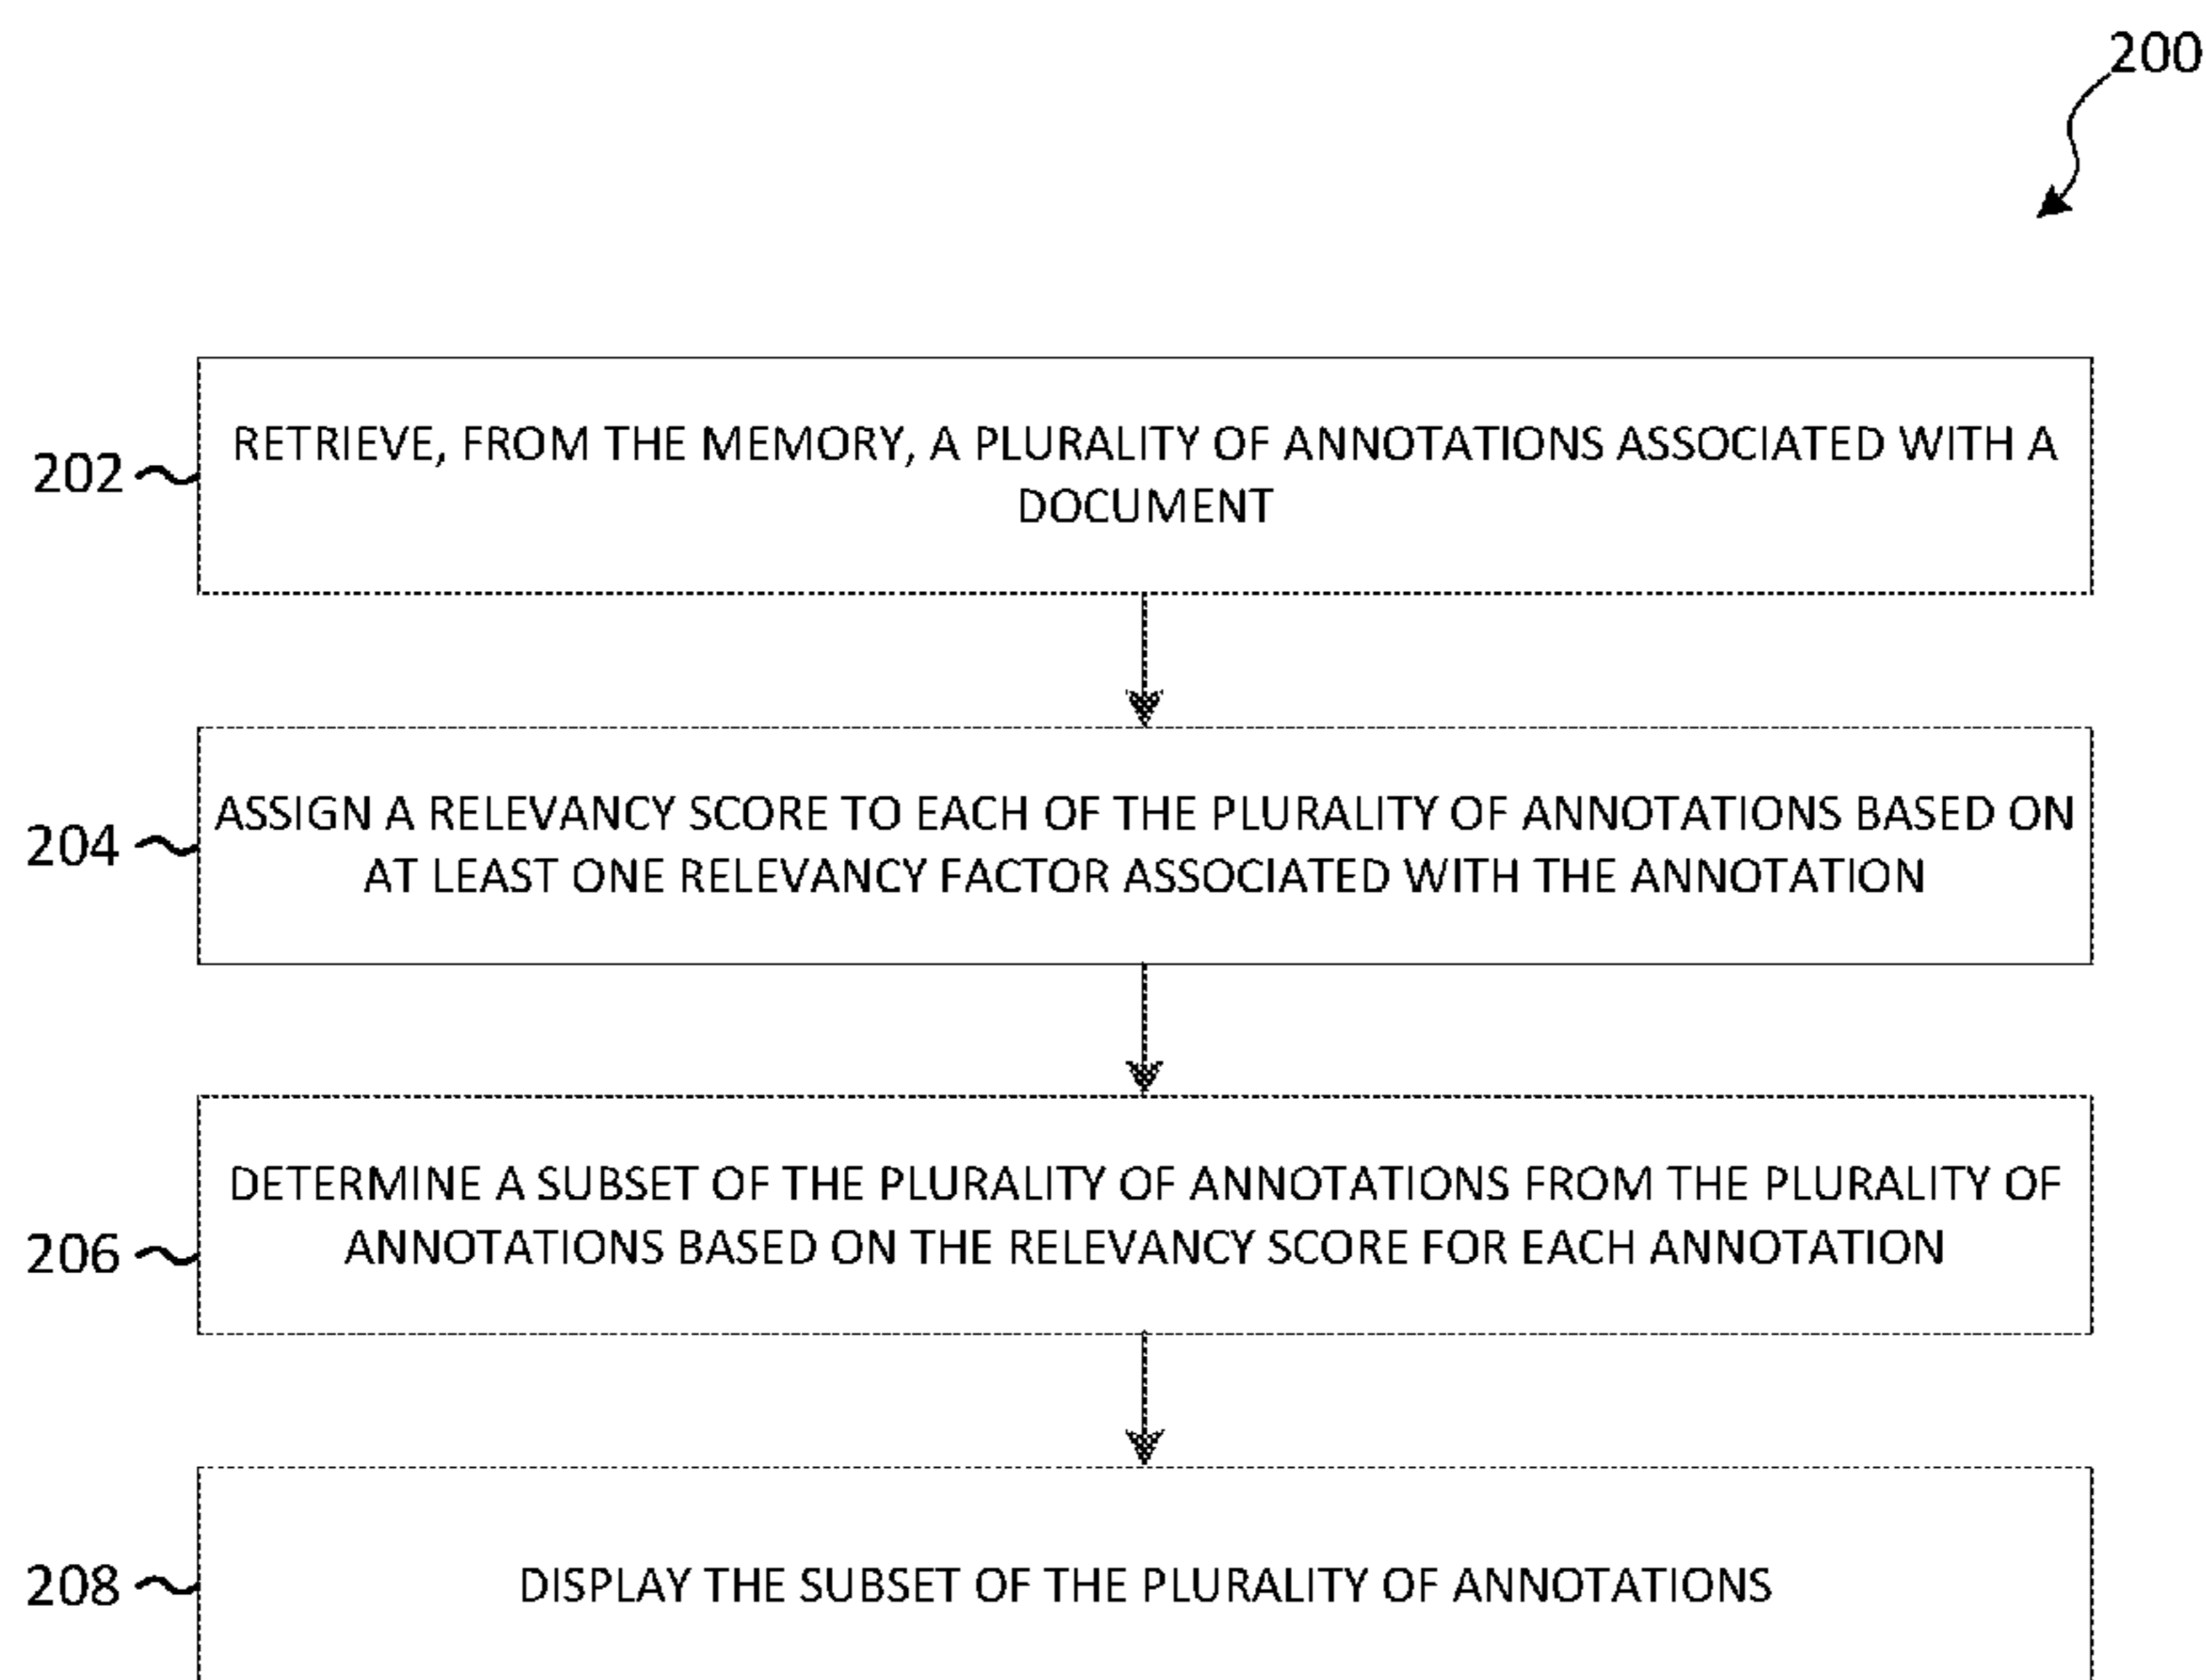 200
202
RETRIEVE, FROM THE MEMORY, A PLURALITY OF ANNOTATIONS ASSOCIATED WITH A
DOCUMENT
204
ASSIGN A RELEVANCY SCORE TO EACH OF THE PLURALITY OF ANNOTATIONS BASED ON
AT LEAST ONE RELEVANCY FACTOR ASSOCIATED WITH THE ANNOTATION
206
DETERMINE A SUBSET OF THE PLURALITY OF ANNOTATIONS FROM THE PLURALITY OF
ANNOTATIONS BASED ON THE RELEVANCY SCORE FOR EACH ANNOTATION
208
DISPLAY THE SUBSET OF THE PLURALITY OF ANNOTATIONS